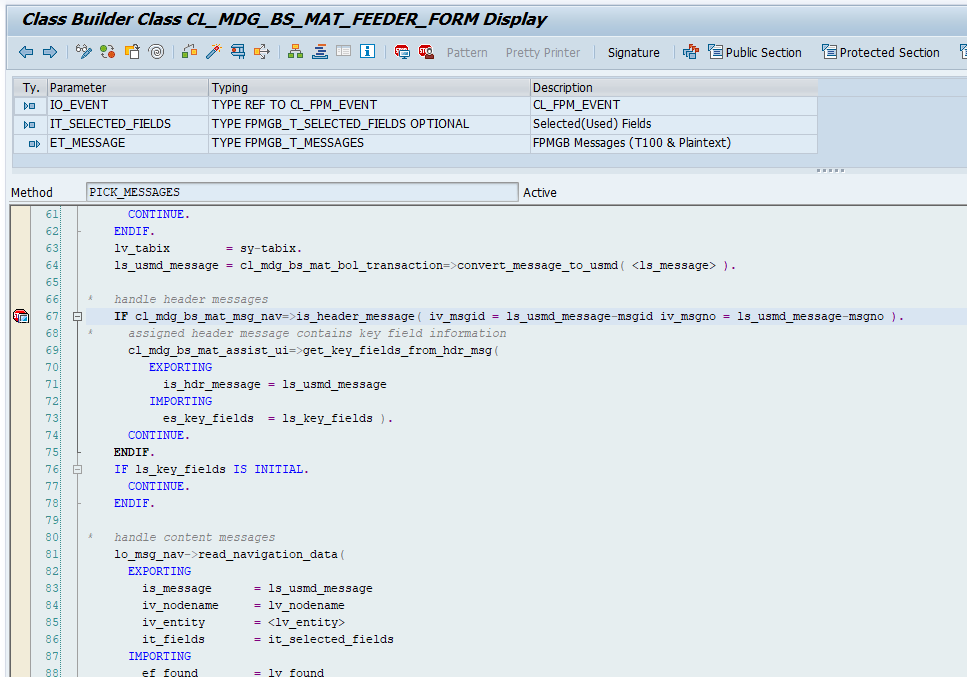 Class Builder Class CL_MDG_BS_MAT_FEEDER_FORM Display
Pattern Pretty Printer Signature Public Section Protected Section
Ty. Parameter Typing Description
IO_EVENT TYPE REF TO CL_FPM_EVENT CL_FPM_EVENT
IT_SELECTED_FIELDS TYPE FPMGB_T_SELECTED_FIELDS OPTIONAL Selected(Used) Fields
ET_MESSAGE TYPE FPMGB_T_MESSAGES FPMGB Messages (T100 & Plaintext)
Method PICK_MESSAGES Active
61 CONTINUE.
62 ENDIF.
63 lv_tabix = sy-tabix.
64 ls_usmd_message = cl_mdg_bs_mat_bol_transaction=>convert_message_to_usmd( <ls_message> ).
65
66 * handle header messages
67 IF cl_mdg_bs_mat_msg_nav=>is_header_message( iv_msgid = ls_usmd_message-msgid iv_msgno = ls_usmd_message-msgno ).
68 * assigned header message contains key field information
69 cl_mdg_bs_mat_assist_ui=>get_key_fields_from_hdr_msg(
70 EXPORTING
71 is_hdr_message = ls_usmd_message
72 IMPORTING
73 es_key_fields = ls_key_fields ).
74 CONTINUE.
75 ENDIF.
76 IF ls_key_fields IS INITIAL.
77 CONTINUE.
78 ENDIF.
79
80 * handle content messages
81 lo_msg_nav->read_navigation_data(
82 EXPORTING
83 is_message = ls_usmd_message
84 iv_nodename = lv_nodename
85 iv_entity = <lv_entity>
86 it_fields = it_selected_fields
87 IMPORTING
88 ef_found = lv_found